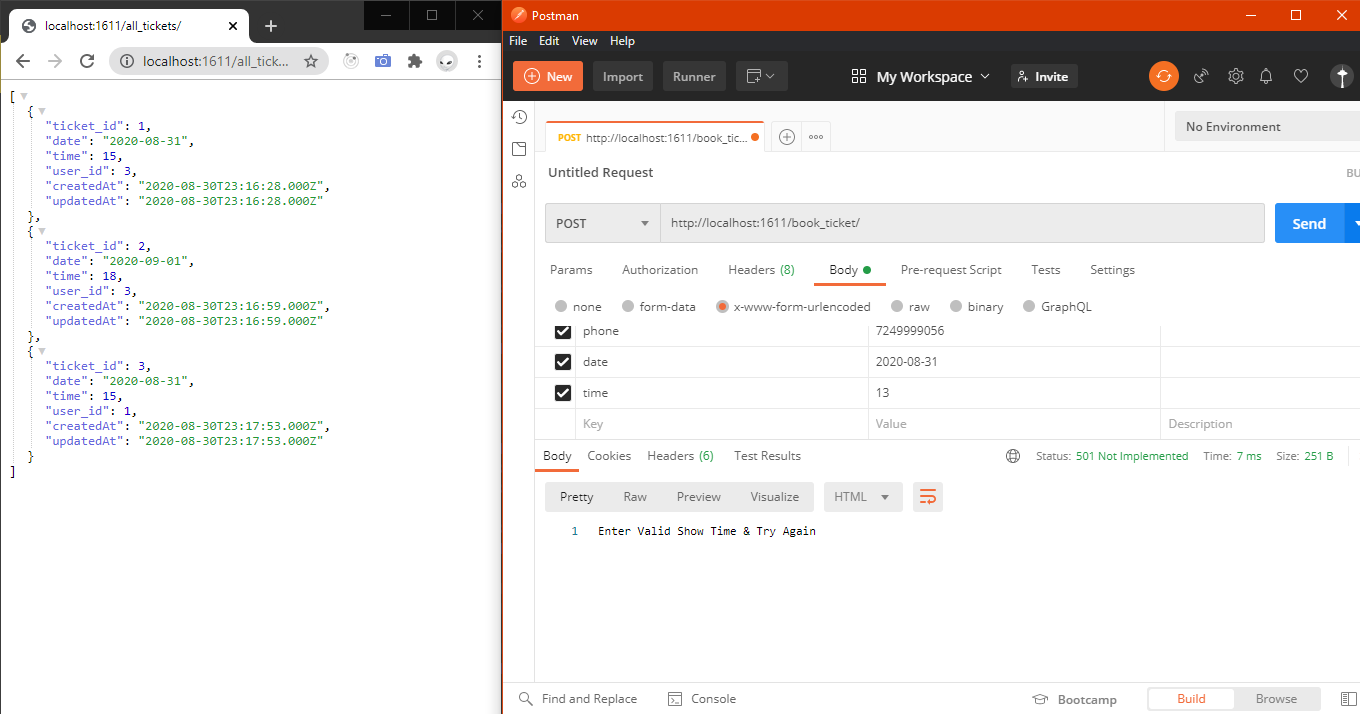 localhost:1611/all_tickets/
localhost:1611/all_tick...
[
{
"ticket_id": 1,
"date": "2020-08-31",
"time": 15,
"user_id": 3,
"createdAt": "2020-08-30T23:16:28.000Z",
"updatedAt": "2020-08-30T23:16:28.000Z"
},
{
"ticket_id": 2,
"date": "2020-09-01",
"time": 18,
"user_id": 3,
"createdAt": "2020-08-30T23:16:59.000Z",
"updatedAt": "2020-08-30T23:16:59.000Z"
},
{
"ticket_id": 3,
"date": "2020-08-31",
"time": 15,
"user_id": 1,
"createdAt": "2020-08-30T23:17:53.000Z",
"updatedAt": "2020-08-30T23:17:53.000Z"
}
]
Postman
File Edit View Help
New Import Runner My Workspace Invite
POST http://localhost:1611/book_tic... No Environment
Untitled Request BU
POST http://localhost:1611/book_ticket/ Send
Params Authorization Headers (8) Body Pre-request Script Tests Settings
none form-data x-www-form-urlencoded raw binary GraphQL
phone 7249999056
date 2020-08-31
time 13
Key Value Description
Body Cookies Headers (6) Test Results Status: 501 Not Implemented Time: 7 ms Size: 251 B
Pretty Raw Preview Visualize HTML
1 Enter Valid Show Time & Try Again
Find and Replace Console Bootcamp Build Browse